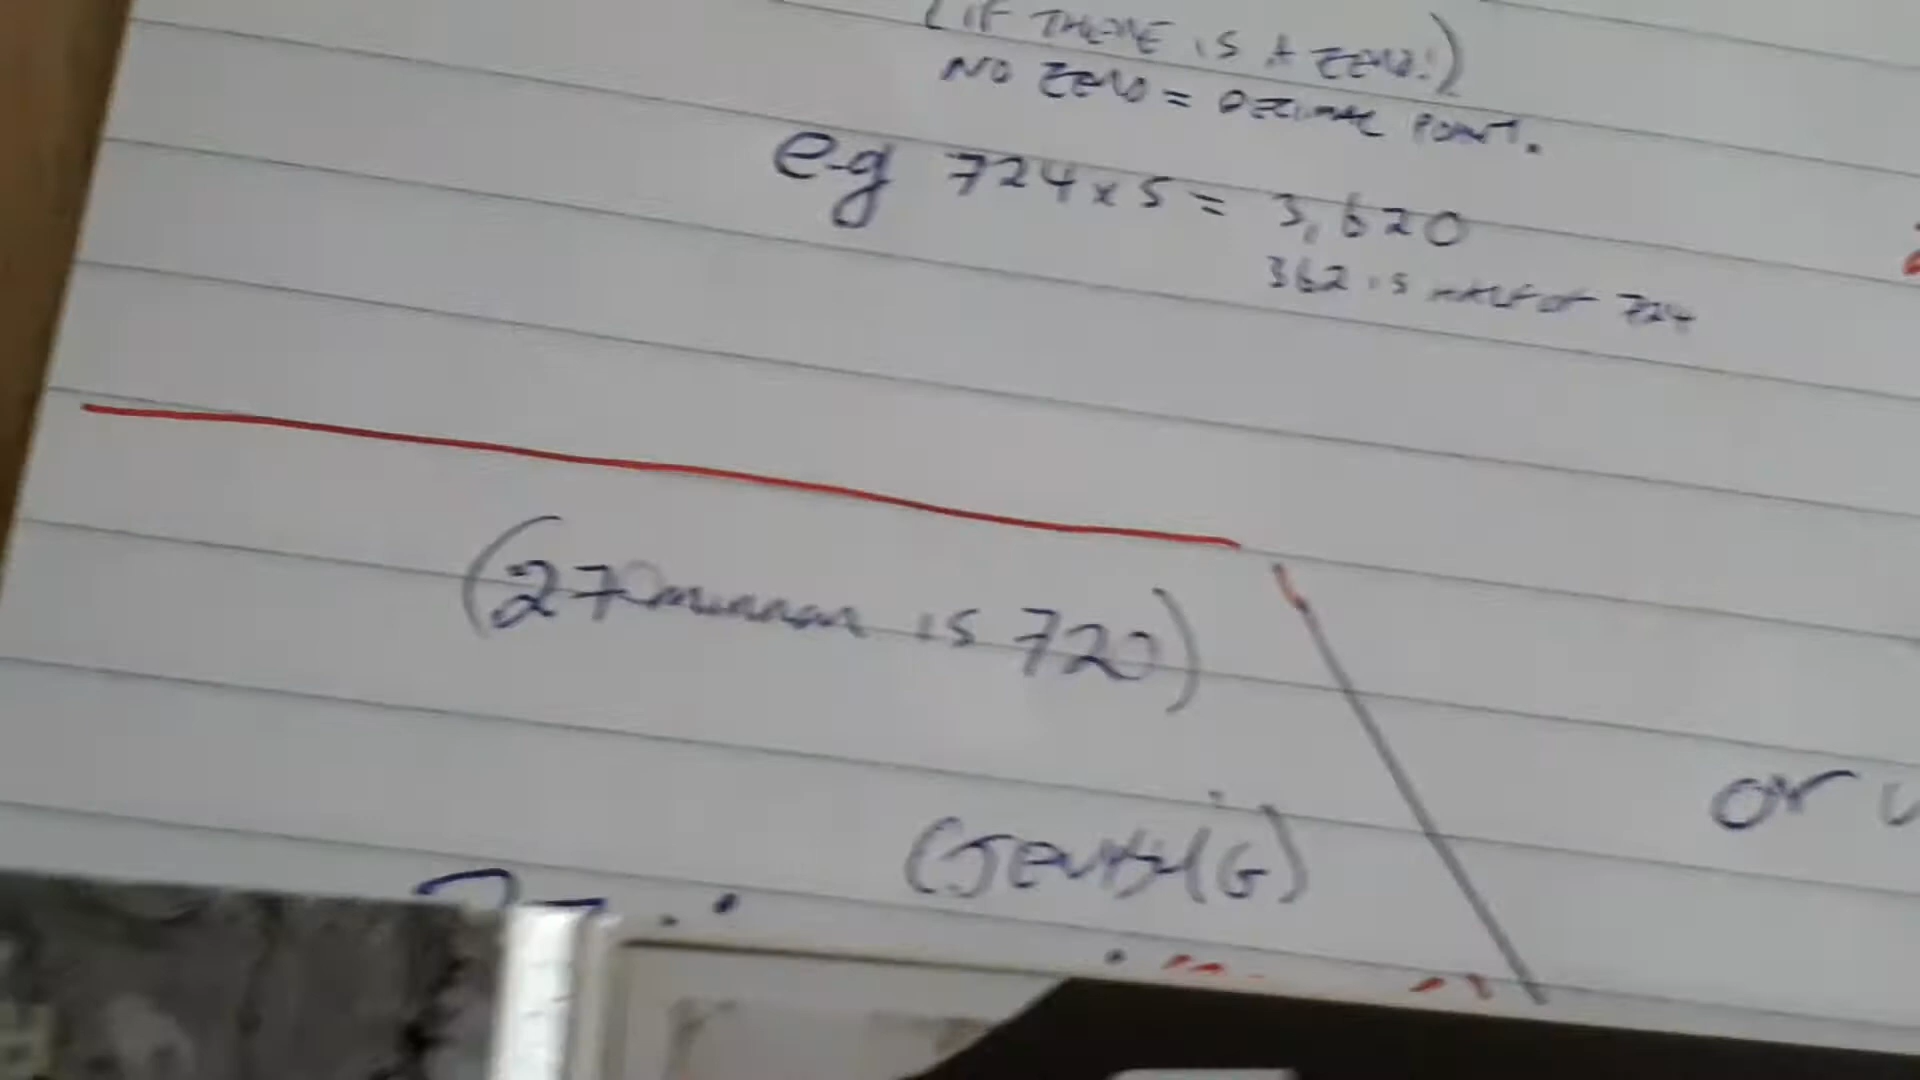 (IF THERE IS A ZERO!)
NO ZERO = DECIMAL POINT.
e-g 724 x 5 = 3,620
362 is HALF of 724
(27 is 720)
or